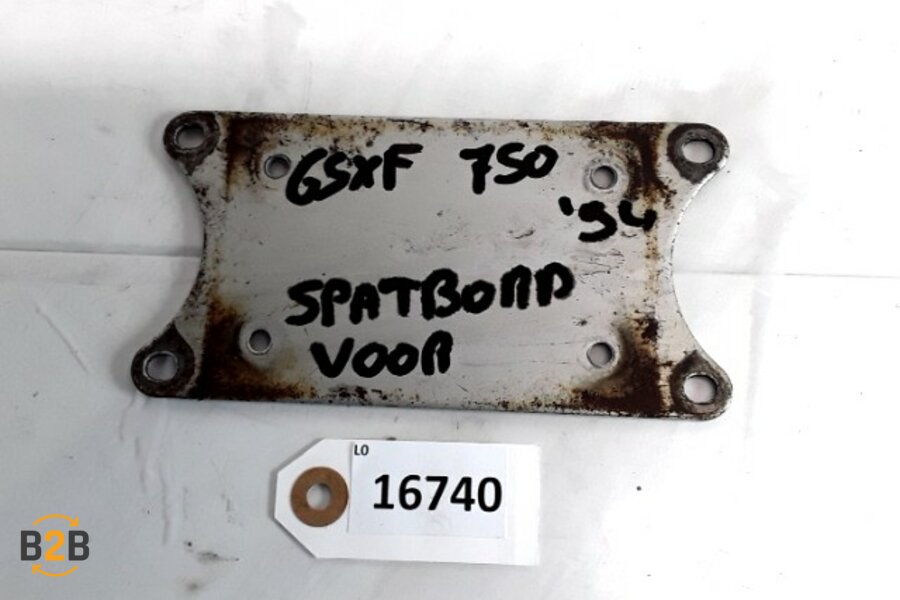 GSXF 750
'94
SPATBORD
VOOR
LO
16740
B2B